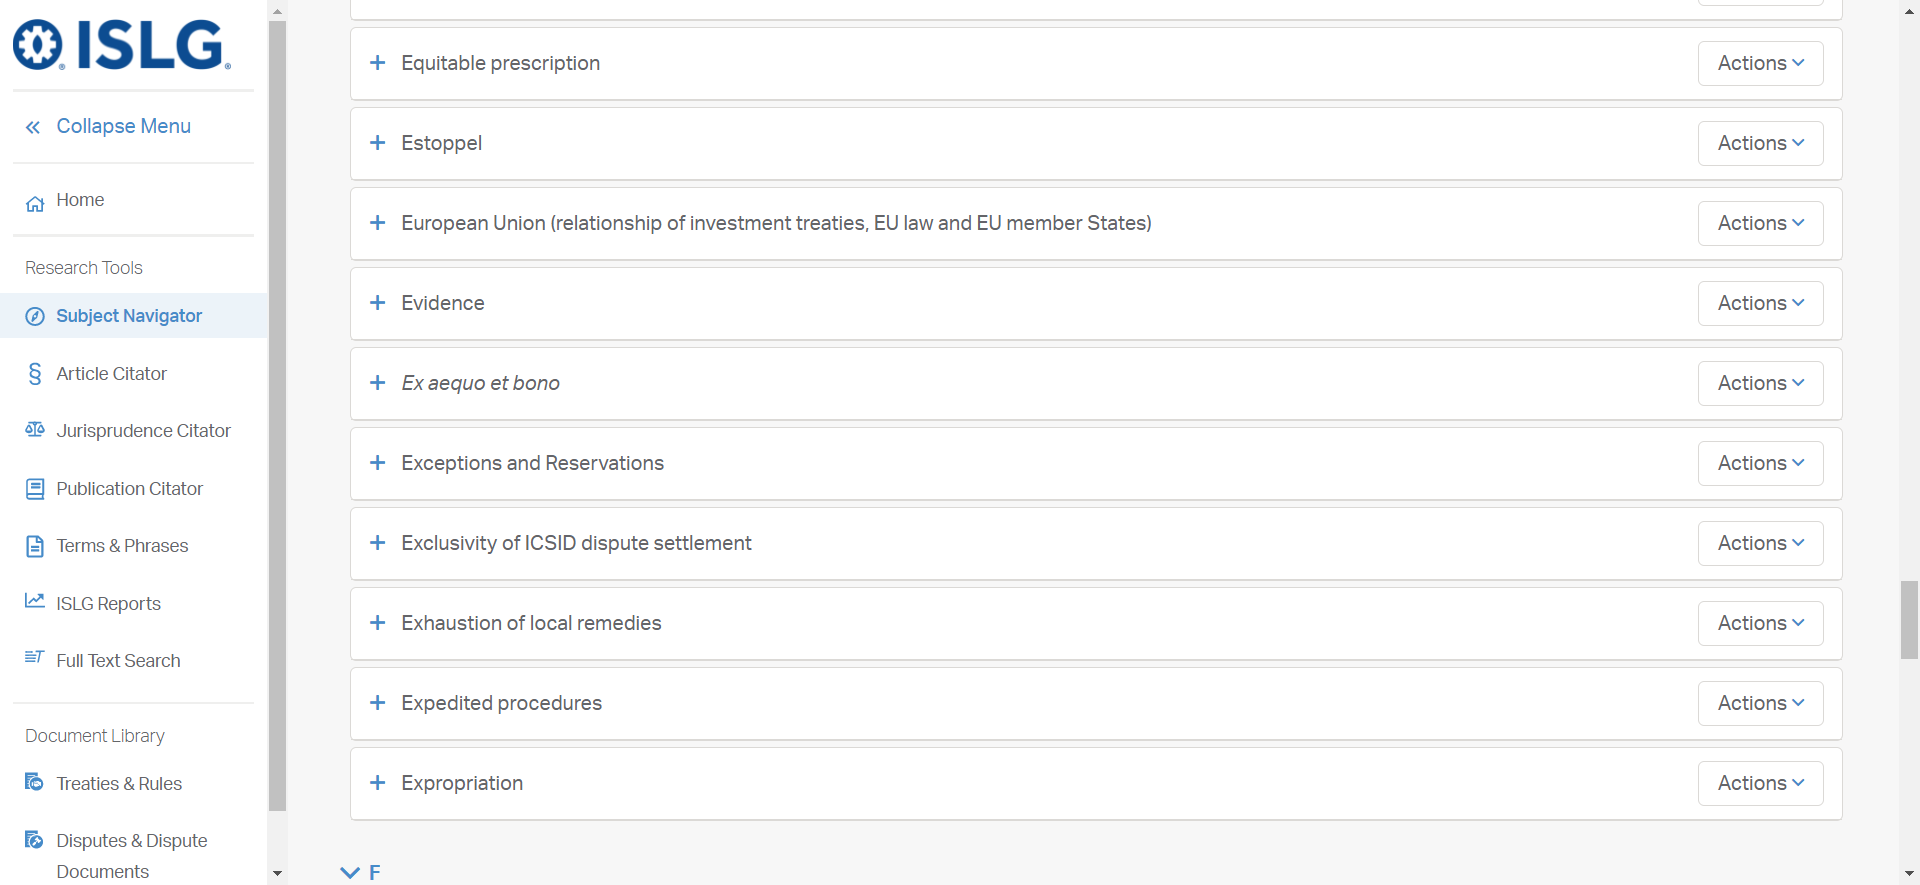 ISLG
Collapse Menu
Home
Research Tools
Subject Navigator
Article Citator
Jurisprudence Citator
Publication Citator
Terms & Phrases
ISLG Reports
Full Text Search
Document Library
Treaties & Rules
Disputes & Dispute
Documents
Equitable prescription Actions
Estoppel Actions
European Union (relationship of investment treaties, EU law and EU member States) Actions
Evidence Actions
Ex aequo et bono Actions
Exceptions and Reservations Actions
Exclusivity of ICSID dispute settlement Actions
Exhaustion of local remedies Actions
Expedited procedures Actions
Expropriation Actions
F